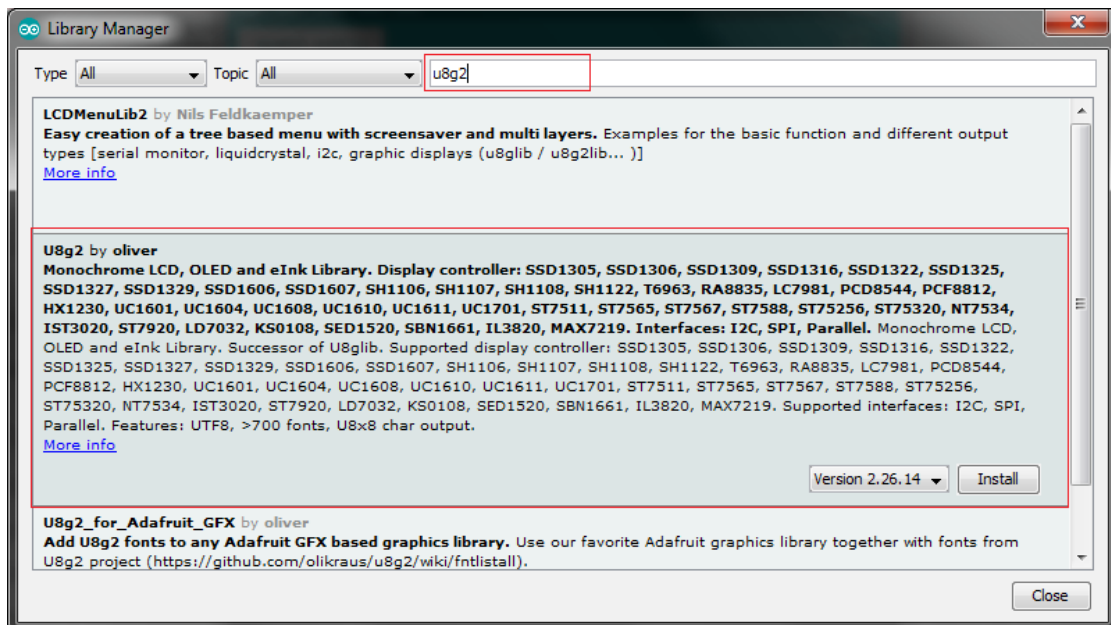 Library Manager
Type All Topic All u8g2
LCDMenuLib2 by Nils Feldkaemper
Easy creation of a tree based menu with screensaver and multi layers. Examples for the basic function and different output
types [serial monitor, liquidcrystal, i2c, graphic displays (u8glib / u8g2lib... )]
More info
U8g2 by oliver
Monochrome LCD, OLED and eInk Library. Display controller: SSD1305, SSD1306, SSD1309, SSD1316, SSD1322, SSD1325,
SSD1327, SSD1329, SSD1606, SSD1607, SH1106, SH1107, SH1108, SH1122, T6963, RA8835, LC7981, PCD8544, PCF8812,
HX1230, UC1601, UC1604, UC1608, UC1610, UC1611, UC1701, ST7511, ST7565, ST7567, ST7588, ST75256, ST75320, NT7534,
IST3020, ST7920, LD7032, KS0108, SED1520, SBN1661, IL3820, MAX7219. Interfaces: I2C, SPI, Parallel. Monochrome LCD,
OLED and eInk Library. Successor of U8glib. Supported display controller: SSD1305, SSD1306, SSD1309, SSD1316, SSD1322,
SSD1325, SSD1327, SSD1329, SSD1606, SSD1607, SH1106, SH1107, SH1108, SH1122, T6963, RA8835, LC7981, PCD8544,
PCF8812, HX1230, UC1601, UC1604, UC1608, UC1610, UC1611, UC1701, ST7511, ST7565, ST7567, ST7588, ST75256,
ST75320, NT7534, IST3020, ST7920, LD7032, KS0108, SED1520, SBN1661, IL3820, MAX7219. Supported interfaces: I2C, SPI,
Parallel. Features: UTF8, >700 fonts, U8x8 char output.
More info
Version 2.26.14 Install
U8g2_for_Adafruit_GFX by oliver
Add U8g2 fonts to any Adafruit GFX based graphics library. Use our favorite Adafruit graphics library together with fonts from
U8g2 project (https://github.com/olikraus/u8g2/wiki/fntlistall).
Close